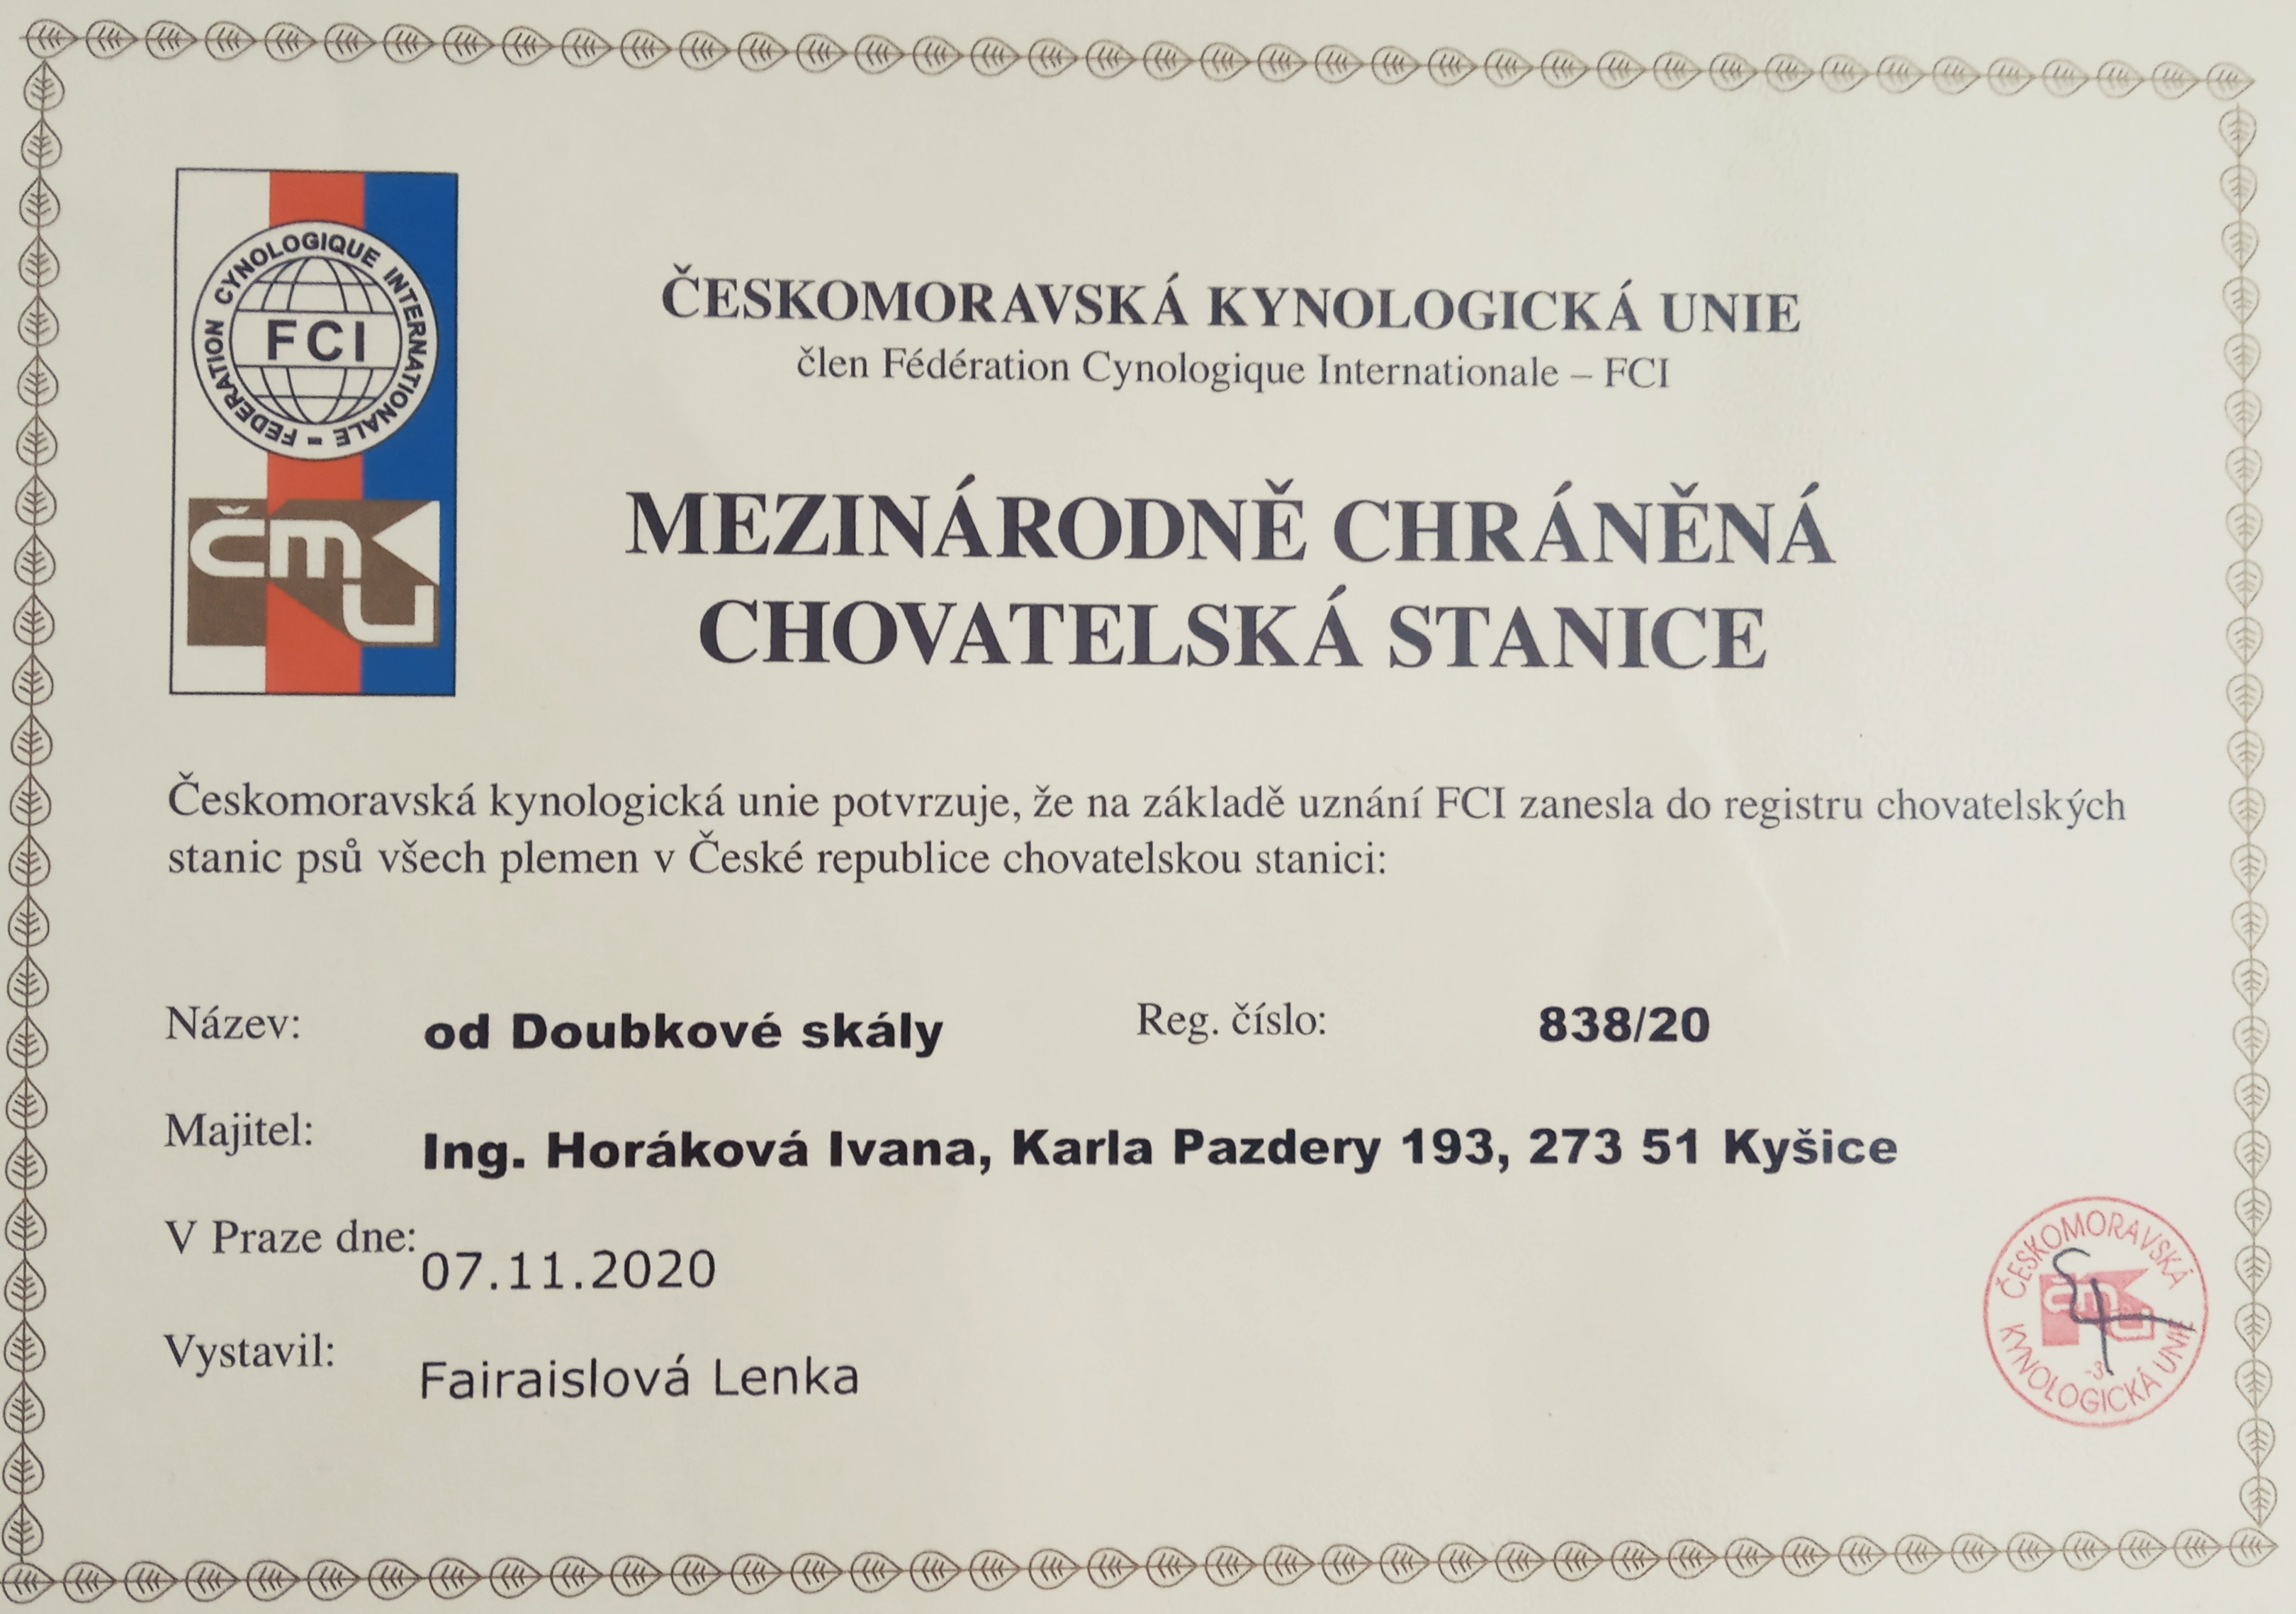 FEDERATION CYNOLOGIQUE INTERNATIONALE –
FCI
čmku
ČESKOMORAVSKÁ KYNOLOGICKÁ UNIE
člen Fédération Cynologique Internationale – FCI
MEZINÁRODNĚ CHRÁNĚNÁ
CHOVATELSKÁ STANICE
Českomoravská kynologická unie potvrzuje, že na základě uznání FCI zanesla do registru chovatelských
stanic psů všech plemen v České republice chovatelskou stanici:
Název: od Doubkové skály Reg. číslo: 838/20
Majitel: Ing. Horáková Ivana, Karla Pazdery 193, 273 51 Kyšice
V Praze dne: 07.11.2020
Vystavil: Fairaislová Lenka
ČESKOMORAVSKÁ
čmku
-3-
KYNOLOGICKÁ UNIE